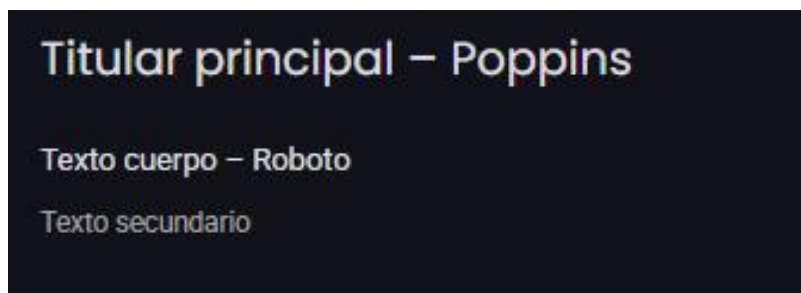 Titular principal – Poppins
Texto cuerpo – Roboto
Texto secundario